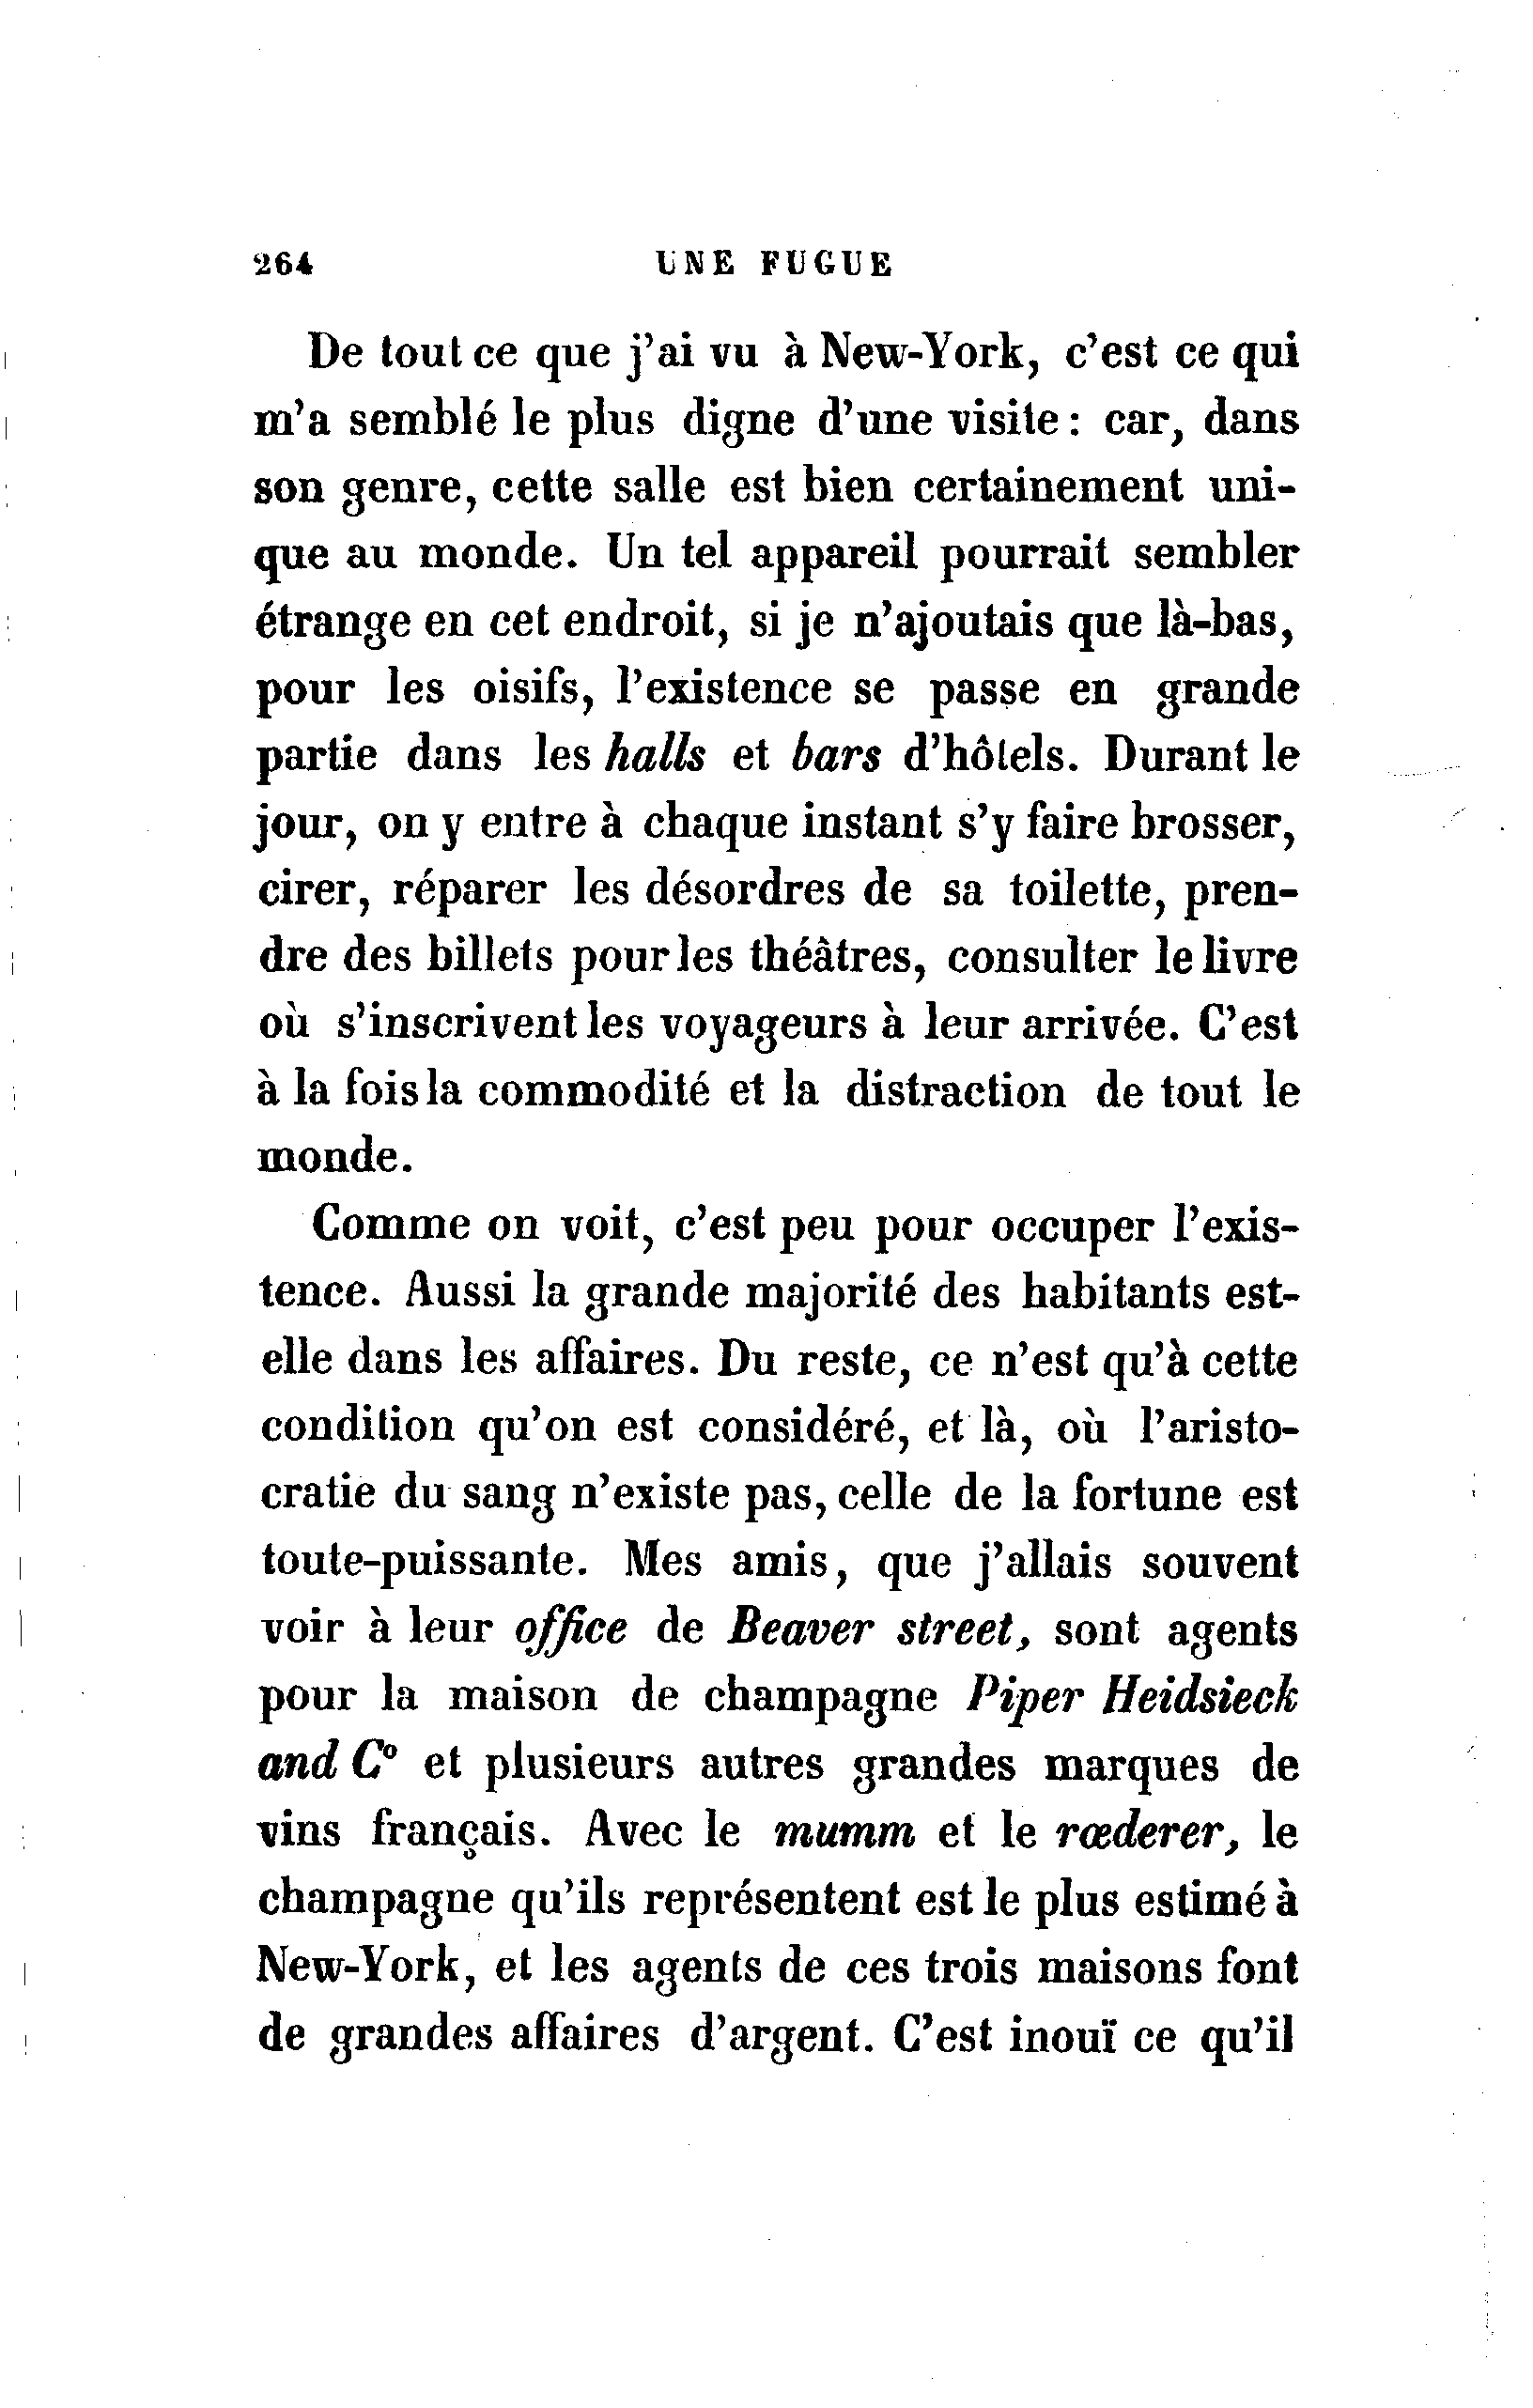 264 UNE FUGUE
De tout ce que j'ai vu à New-York, c'est ce qui
m'a semblé le plus digne d'une visite : car, dans
son genre, cette salle est bien certainement uni-
que au monde. Un tel appareil pourrait sembler
étrange en cet endroit, si je n'ajoutais que là-bas,
pour les oisifs, l'existence se passe en grande
partie dans les halls et bars d'hôtels. Durant le
jour, on y entre à chaque instant s'y faire brosser,
cirer, réparer les désordres de sa toilette, pren-
dre des billets pour les théâtres, consulter le livre
où s'inscrivent les voyageurs à leur arrivée. C'est
à la fois la commodité et la distraction de tout le
monde.
Comme on voit, c'est peu pour occuper l'exis-
tence. Aussi la grande majorité des habitants est-
elle dans les affaires. Du reste, ce n'est qu'à cette
condition qu'on est considéré, et là, où l'aristo-
cratie du sang n'existe pas, celle de la fortune est
toute-puissante. Mes amis, que j'allais souvent
voir à leur office de Beaver street, sont agents
pour la maison de champagne Piper Heidsieck
and Cº et plusieurs autres grandes marques de
vins français. Avec le mumm et le rœderer, le
champagne qu'ils représentent est le plus estimé à
New-York, et les agents de ces trois maisons font
de grandes affaires d'argent. C'est inouï ce qu'il